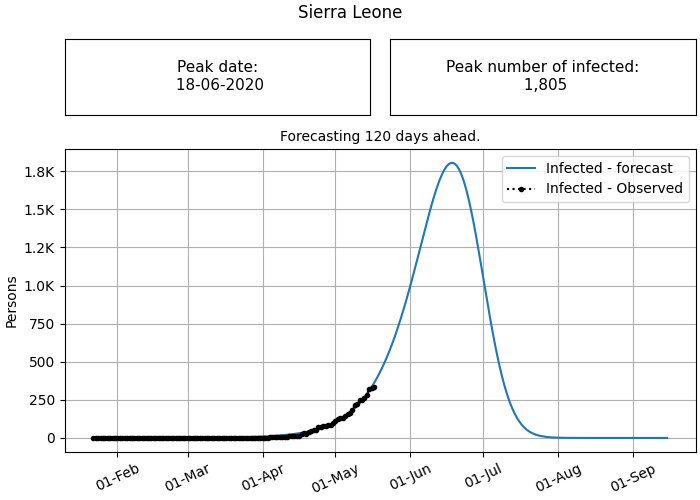 Sierra Leone
Peak date:
18-06-2020
Peak number of infected:
1,805
Forecasting 120 days ahead.
Infected - forecast
Infected - Observed
Persons
1.8K
1.5K
1.2K
1.0K
750
500
250
0
01-Feb
01-Mar
01-Apr
01-May
01-Jun
01-Jul
01-Aug
01-Sep